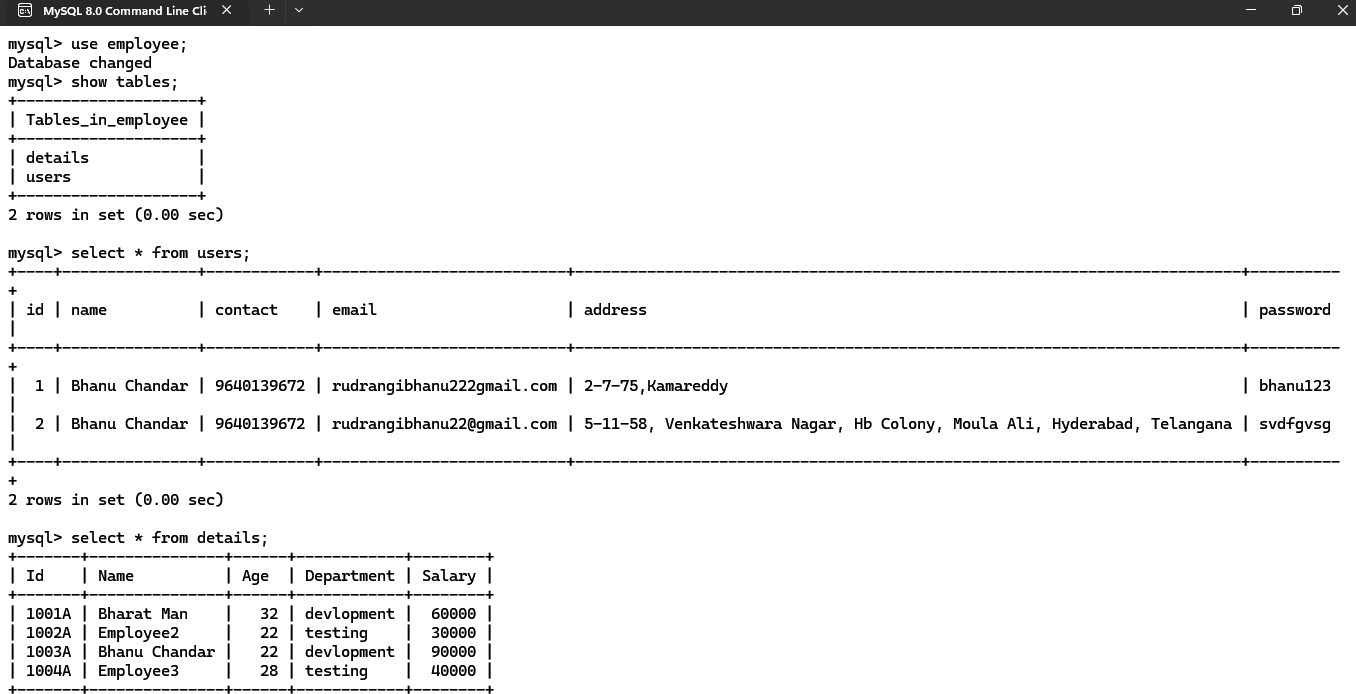 MySQL 8.0 Command Line Cli
mysql> use employee;
Database changed
mysql> show tables;
+--------------------+
| Tables_in_employee |
+--------------------+
| details            |
| users              |
+--------------------+
2 rows in set (0.00 sec)
mysql> select * from users;
+----+---------------+------------+---------------------------+--------------------------------------------------------------------------+----------
+
| id | name          | contact    | email                     | address                                                                  | password
|
+----+---------------+------------+---------------------------+--------------------------------------------------------------------------+----------
+
|  1 | Bhanu Chandar | 9640139672 | rudrangibhanu222gmail.com | 2-7-75,Kamareddy                                                         | bhanu123
|
|  2 | Bhanu Chandar | 9640139672 | rudrangibhanu22@gmail.com | 5-11-58, Venkateshwara Nagar, Hb Colony, Moula Ali, Hyderabad, Telangana | svdfgvsg
|
+----+---------------+------------+---------------------------+--------------------------------------------------------------------------+----------
+
2 rows in set (0.00 sec)
mysql> select * from details;
+-------+---------------+------+------------+--------+
| Id    | Name          | Age  | Department | Salary |
+-------+---------------+------+------------+--------+
| 1001A | Bharat Man    |   32 | devlopment |  60000 |
| 1002A | Employee2     |   22 | testing    |  30000 |
| 1003A | Bhanu Chandar |   22 | devlopment |  90000 |
| 1004A | Employee3     |   28 | testing    |  40000 |
+-------+---------------+------+------------+--------+